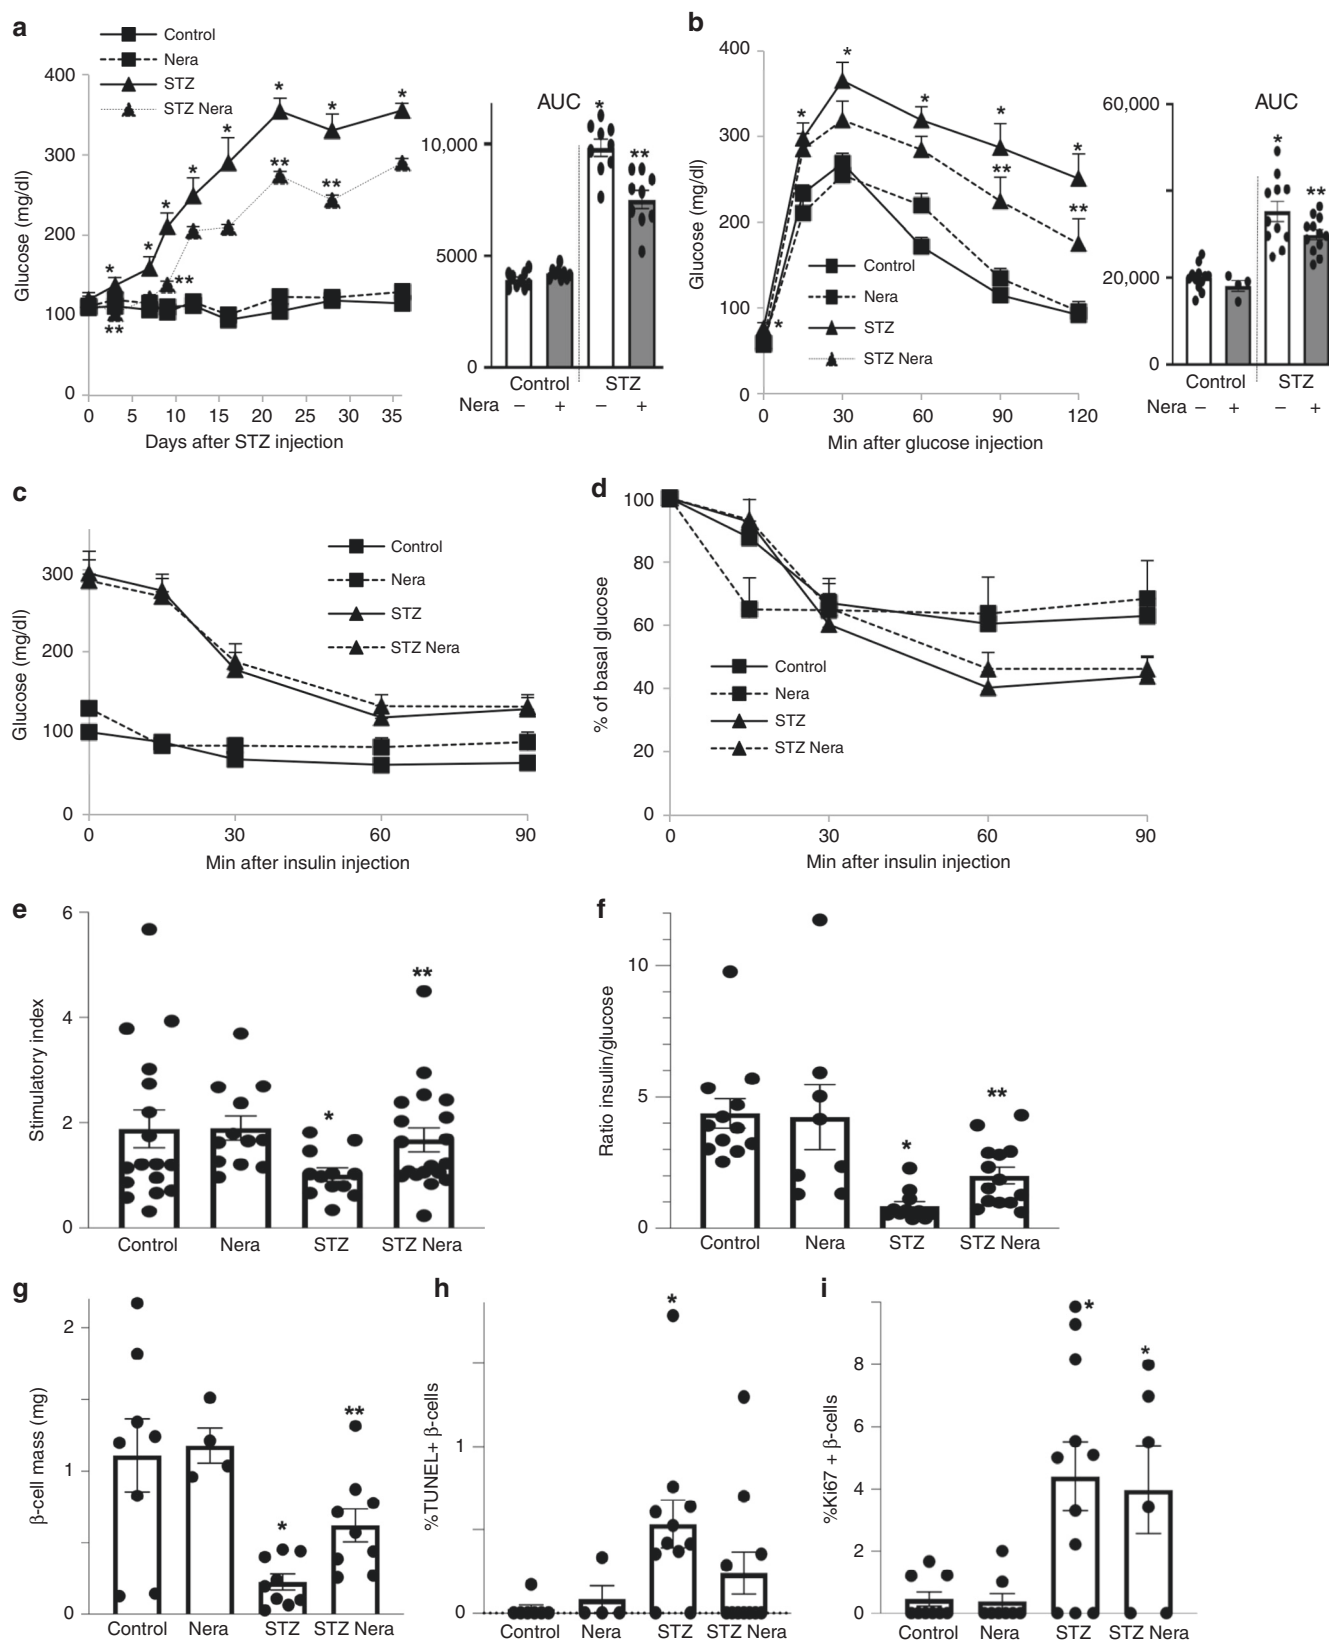 a
Control
Nera
STZ
STZ Nera
400
300
200
100
0
Glucose (mg/dl)
* * * * * * * *
** ** ** **
0 5 10 15 20 25 30 35
Days after STZ injection
AUC
10,000
5000
0
* **
Control STZ
Nera – + – +
b
400
300
200
100
0
Glucose (mg/dl)
* * * * * *
** **
Control
Nera
STZ
STZ Nera
0 30 60 90 120
Min after glucose injection
AUC
60,000
20,000
0
* **
Control STZ
Nera – + – +
c
300
200
100
0
Glucose (mg/dl)
Control
Nera
STZ
STZ Nera
0 30 60 90
Min after insulin injection
d
100
80
60
40
20
0
% of basal glucose
Control
Nera
STZ
STZ Nera
0 30 60 90
Min after insulin injection
e
6
4
2
0
Stimulatory index
* **
Control Nera STZ STZ Nera
f
10
5
0
Ratio insulin/glucose
* **
Control Nera STZ STZ Nera
g
2
1
0
β-cell mass (mg)
* **
Control Nera STZ STZ Nera
h
1
0
%TUNEL+ β-cells
*
Control Nera STZ STZ Nera
i
8
6
4
2
0
%Ki67 + β-cells
* *
Control Nera STZ STZ Nera